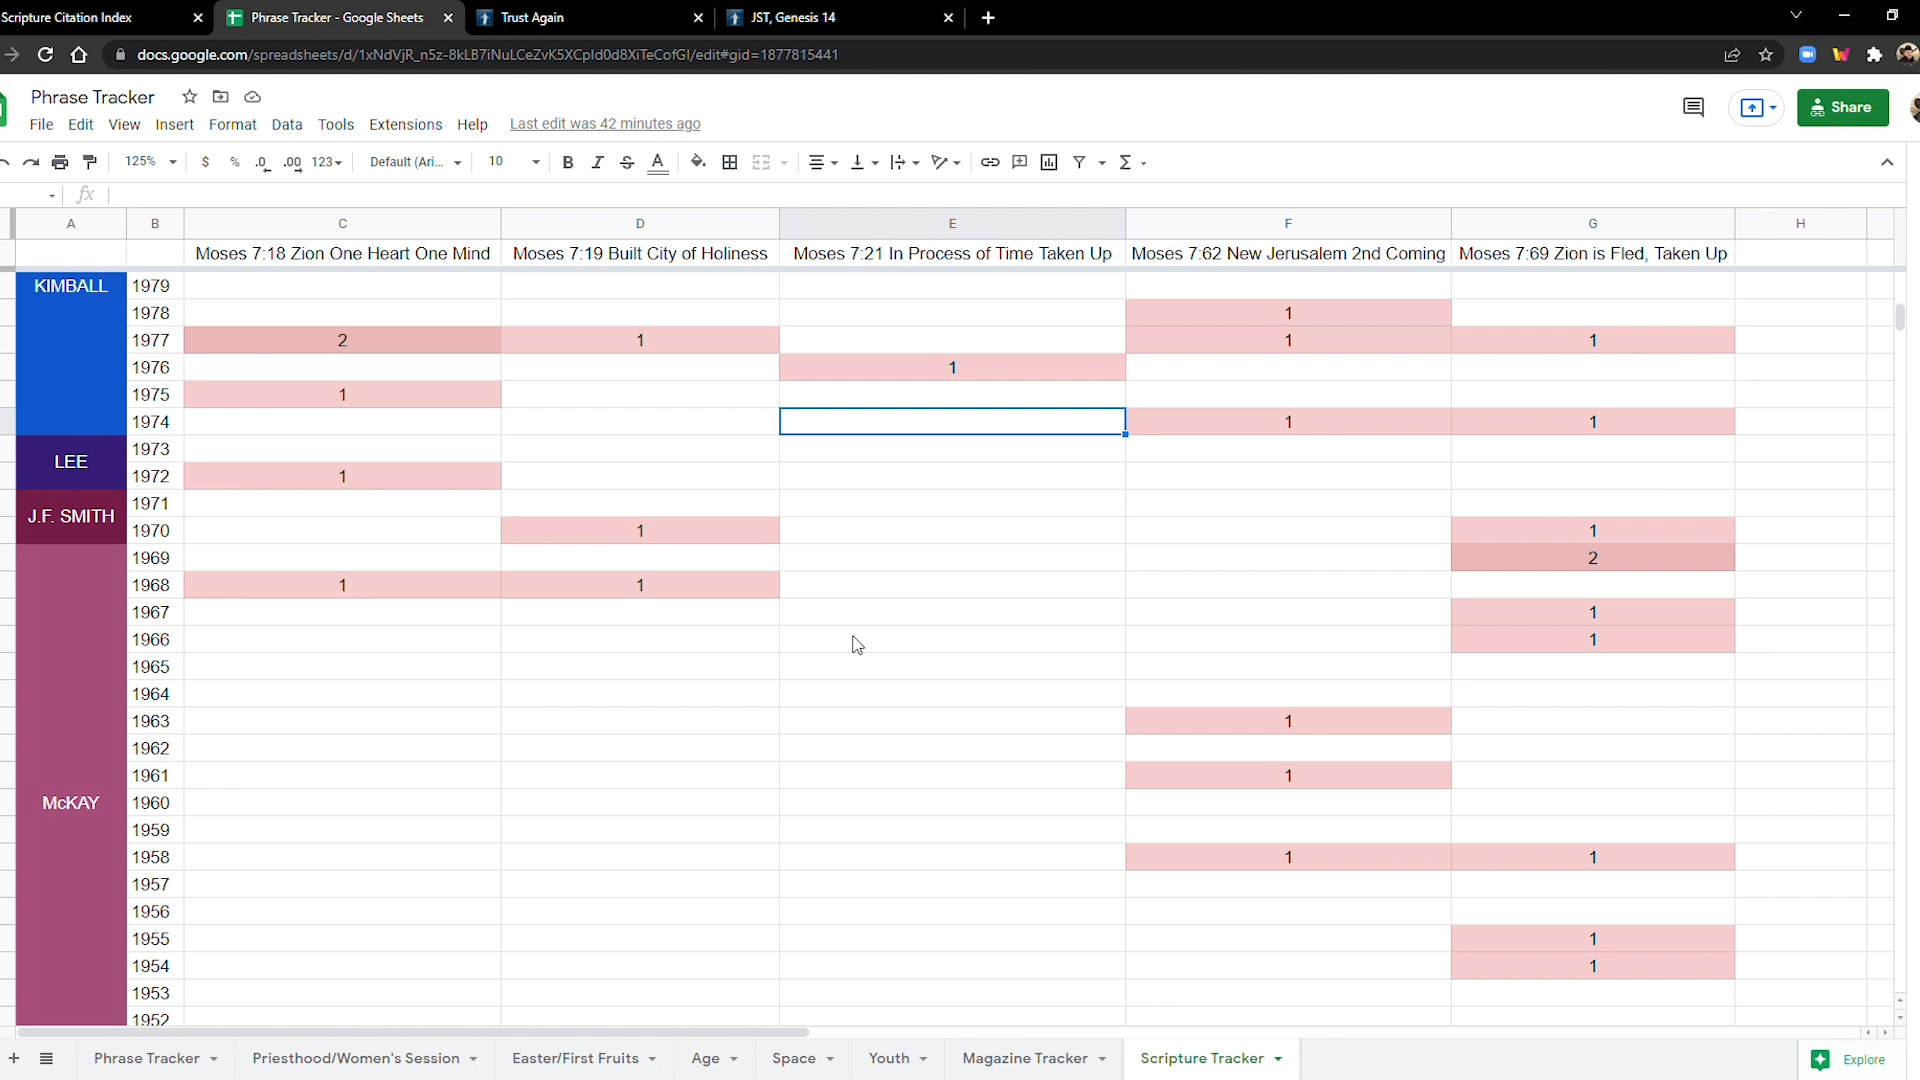 Scripture Citation Index
Phrase Tracker - Google Sheets
Trust Again
JST, Genesis 14
docs.google.com/spreadsheets/d/1xNdVjR_n5z-8kLB7iNuLCeZvK5XCpId0d8XiTeCofGI/edit#gid=1877815441
Phrase Tracker
Share
File Edit View Insert Format Data Tools Extensions Help Last edit was 42 minutes ago
125% $ % .0 .00 123 Default (Ari... 10 B I S A Σ
fx
A B C D E F G H
Moses 7:18 Zion One Heart One Mind Moses 7:19 Built City of Holiness Moses 7:21 In Process of Time Taken Up Moses 7:62 New Jerusalem 2nd Coming Moses 7:69 Zion is Fled, Taken Up
KIMBALL 1979
1978 1
1977 2 1 1 1
1976 1
1975 1
1974 1 1
1973
LEE
1972 1
1971
J.F. SMITH
1970 1 1
1969 2
1968 1 1
1967 1
1966 1
1965
1964
1963 1
1962
1961 1
McKAY 1960
1959
1958 1 1
1957
1956
1955 1
1954 1
1953
1952
Phrase Tracker Priesthood/Women's Session Easter/First Fruits Age Space Youth Magazine Tracker Scripture Tracker Explore